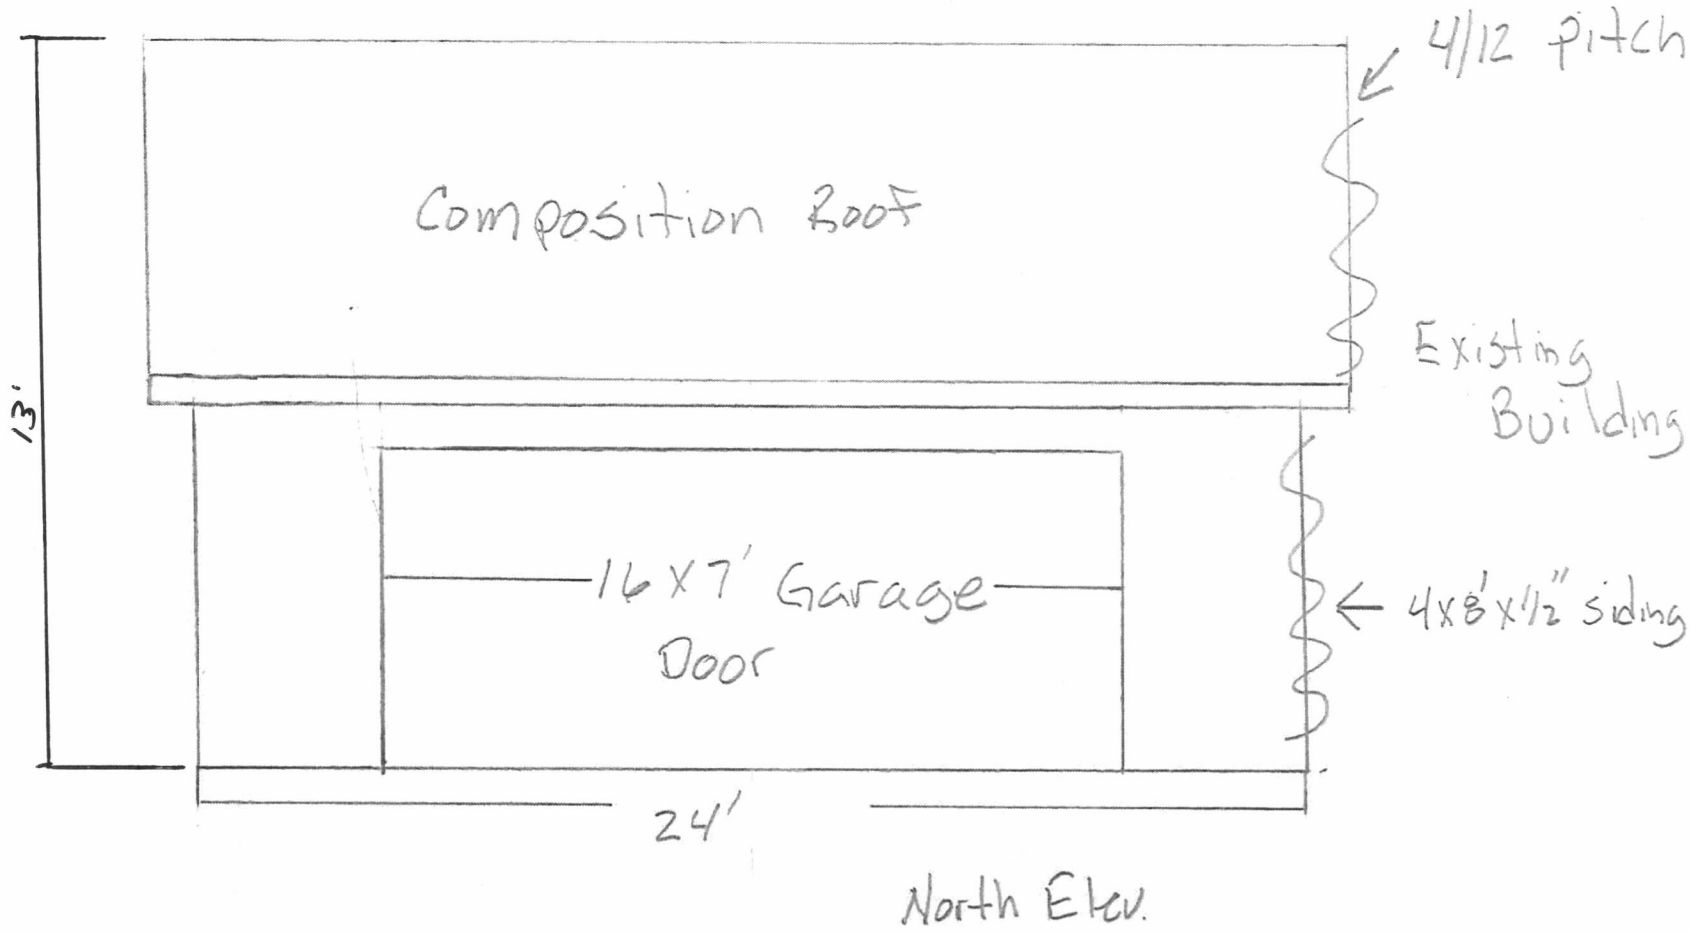 4/12 pitch
Composition Roof
13'
Existing
Building
16 x 7' Garage
Door
4x8'x1/2" siding
24'
North Elev.